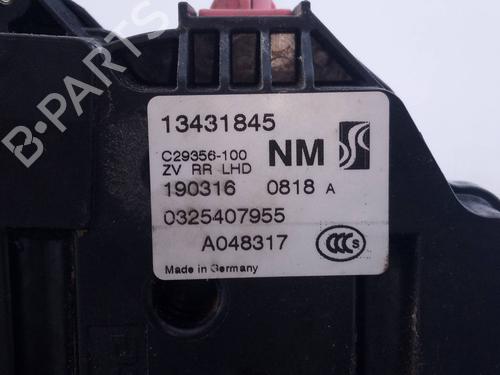 B-PARTS
13431845
C29356-100
ZV RR LHD
NM
190316 0818 A
0325407955
A048317
CCC S
Made in Germany